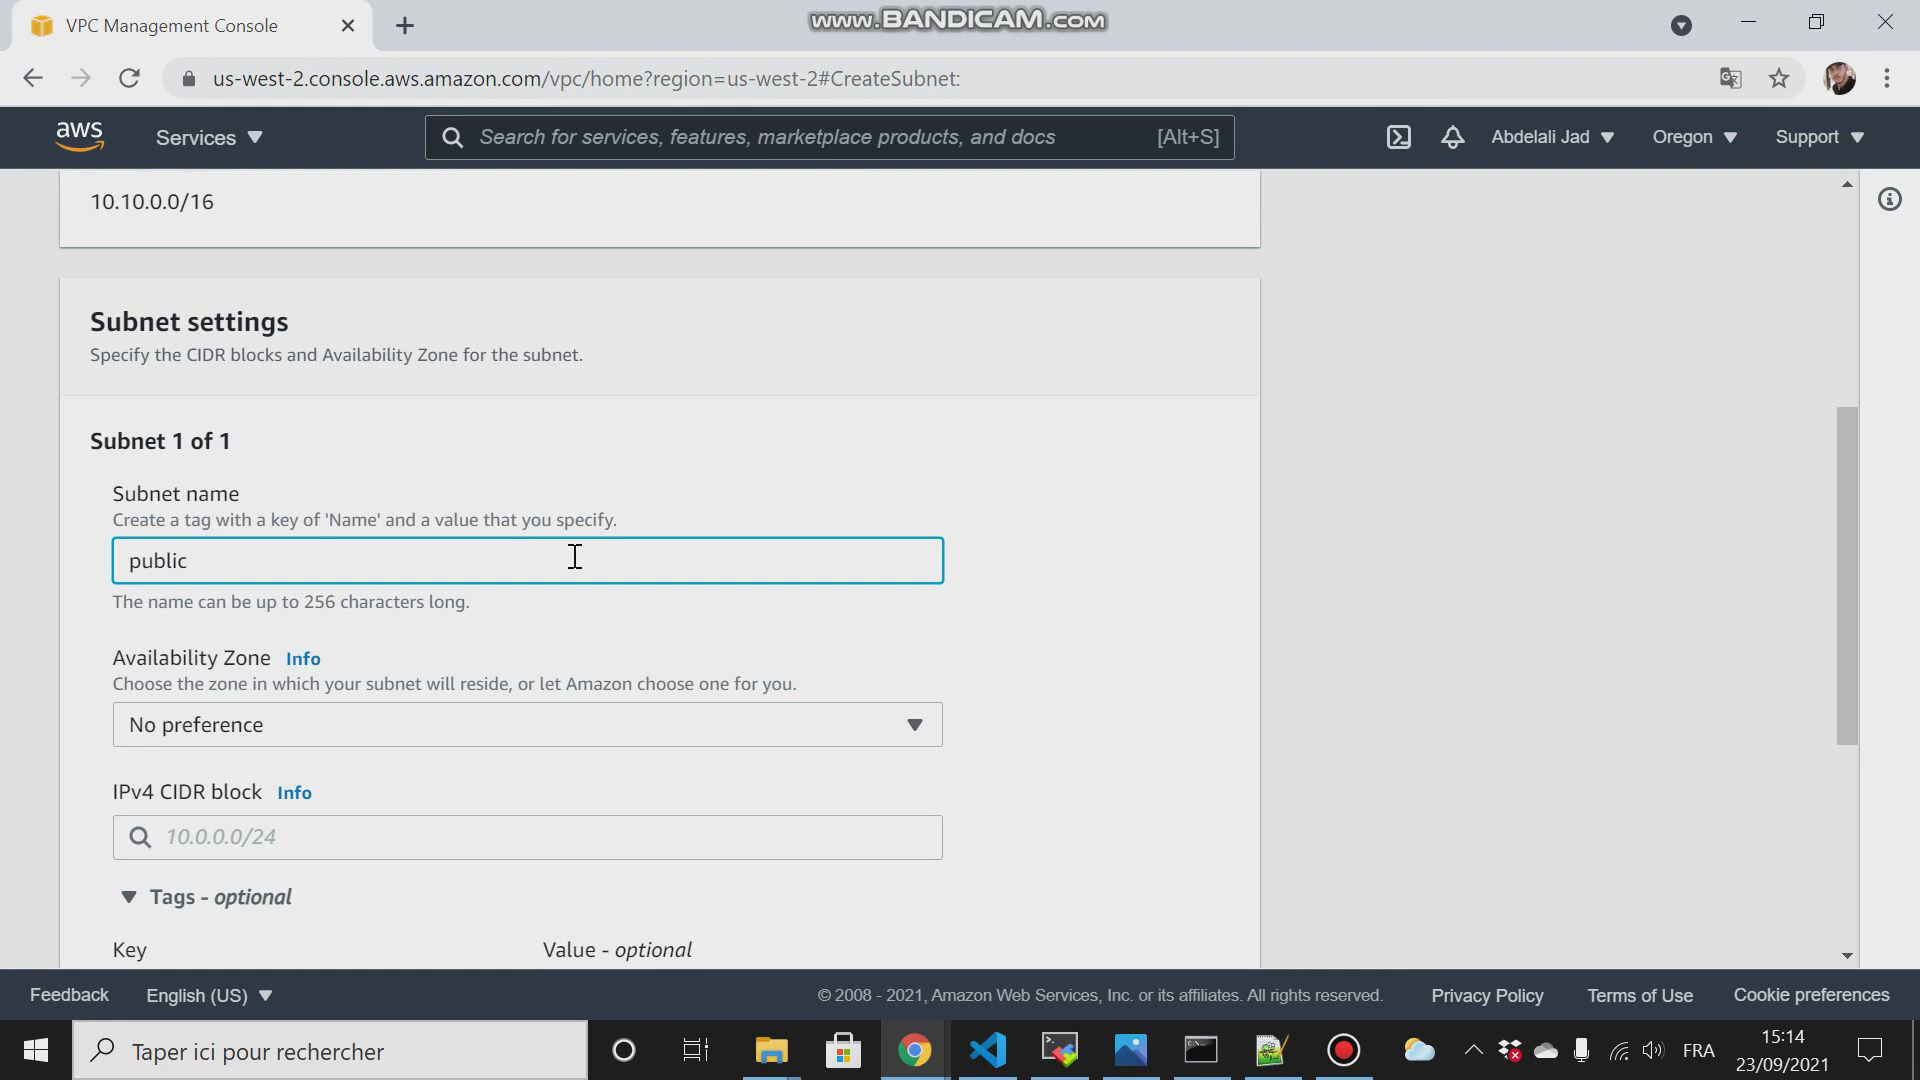 VPC Management Console
www.BANDICAM.com
us-west-2.console.aws.amazon.com/vpc/home?region=us-west-2#CreateSubnet:
aws
Services
Search for services, features, marketplace products, and docs
[Alt+S]
Abdelali Jad
Oregon
Support
10.10.0.0/16
Subnet settings
Specify the CIDR blocks and Availability Zone for the subnet.
Subnet 1 of 1
Subnet name
Create a tag with a key of 'Name' and a value that you specify.
public
The name can be up to 256 characters long.
Availability Zone Info
Choose the zone in which your subnet will reside, or let Amazon choose one for you.
No preference
IPv4 CIDR block Info
10.0.0.0/24
Tags - optional
Key
Value - optional
Feedback
English (US)
© 2008 - 2021, Amazon Web Services, Inc. or its affiliates. All rights reserved.
Privacy Policy
Terms of Use
Cookie preferences
Taper ici pour rechercher
FRA
15:14
23/09/2021